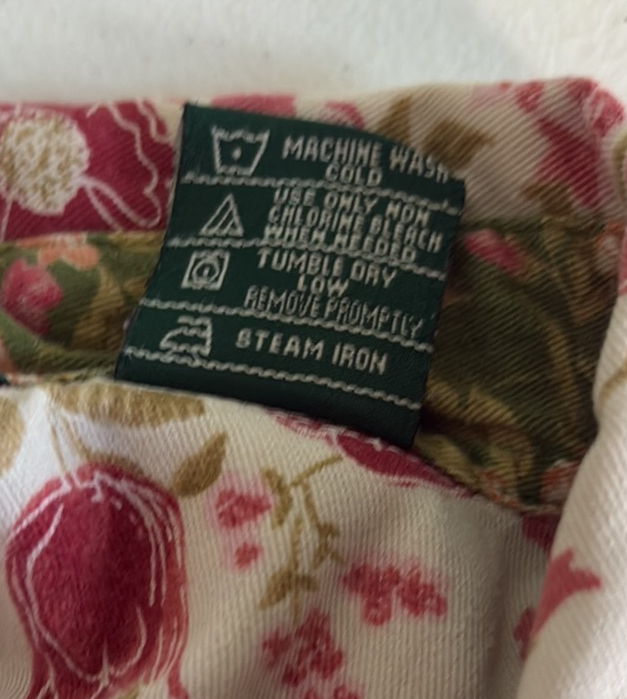 MACHINE WASH
COLD
USE ONLY NON
CHLORINE BLEACH
WHEN NEEDED
TUMBLE DRY
LOW
REMOVE PROMPTLY
STEAM IRON